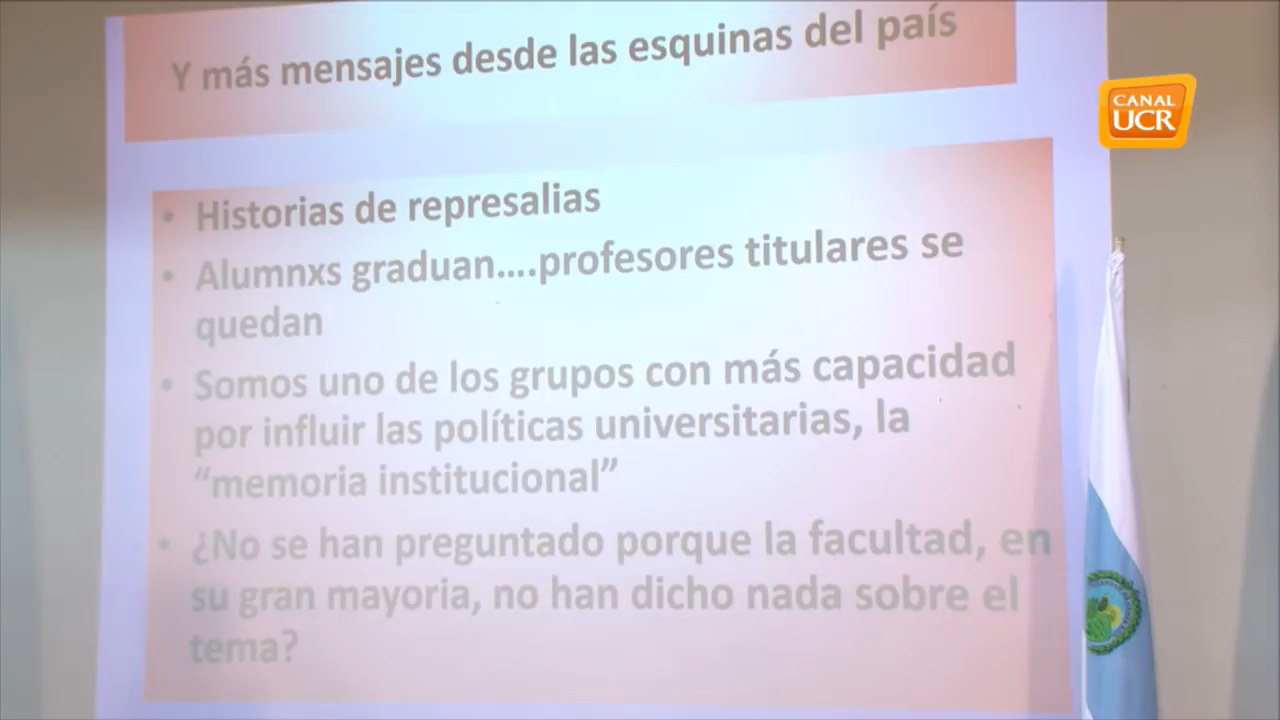 Y más mensajes desde las esquinas del país
CANAL
UCR
• Historias de represalias
• Alumnxs graduan....profesores titulares se
quedan
• Somos uno de los grupos con más capacidad
por influir las políticas universitarias, la
“memoria institucional”
• ¿No se han preguntado porque la facultad, en
su gran mayoria, no han dicho nada sobre el
tema?